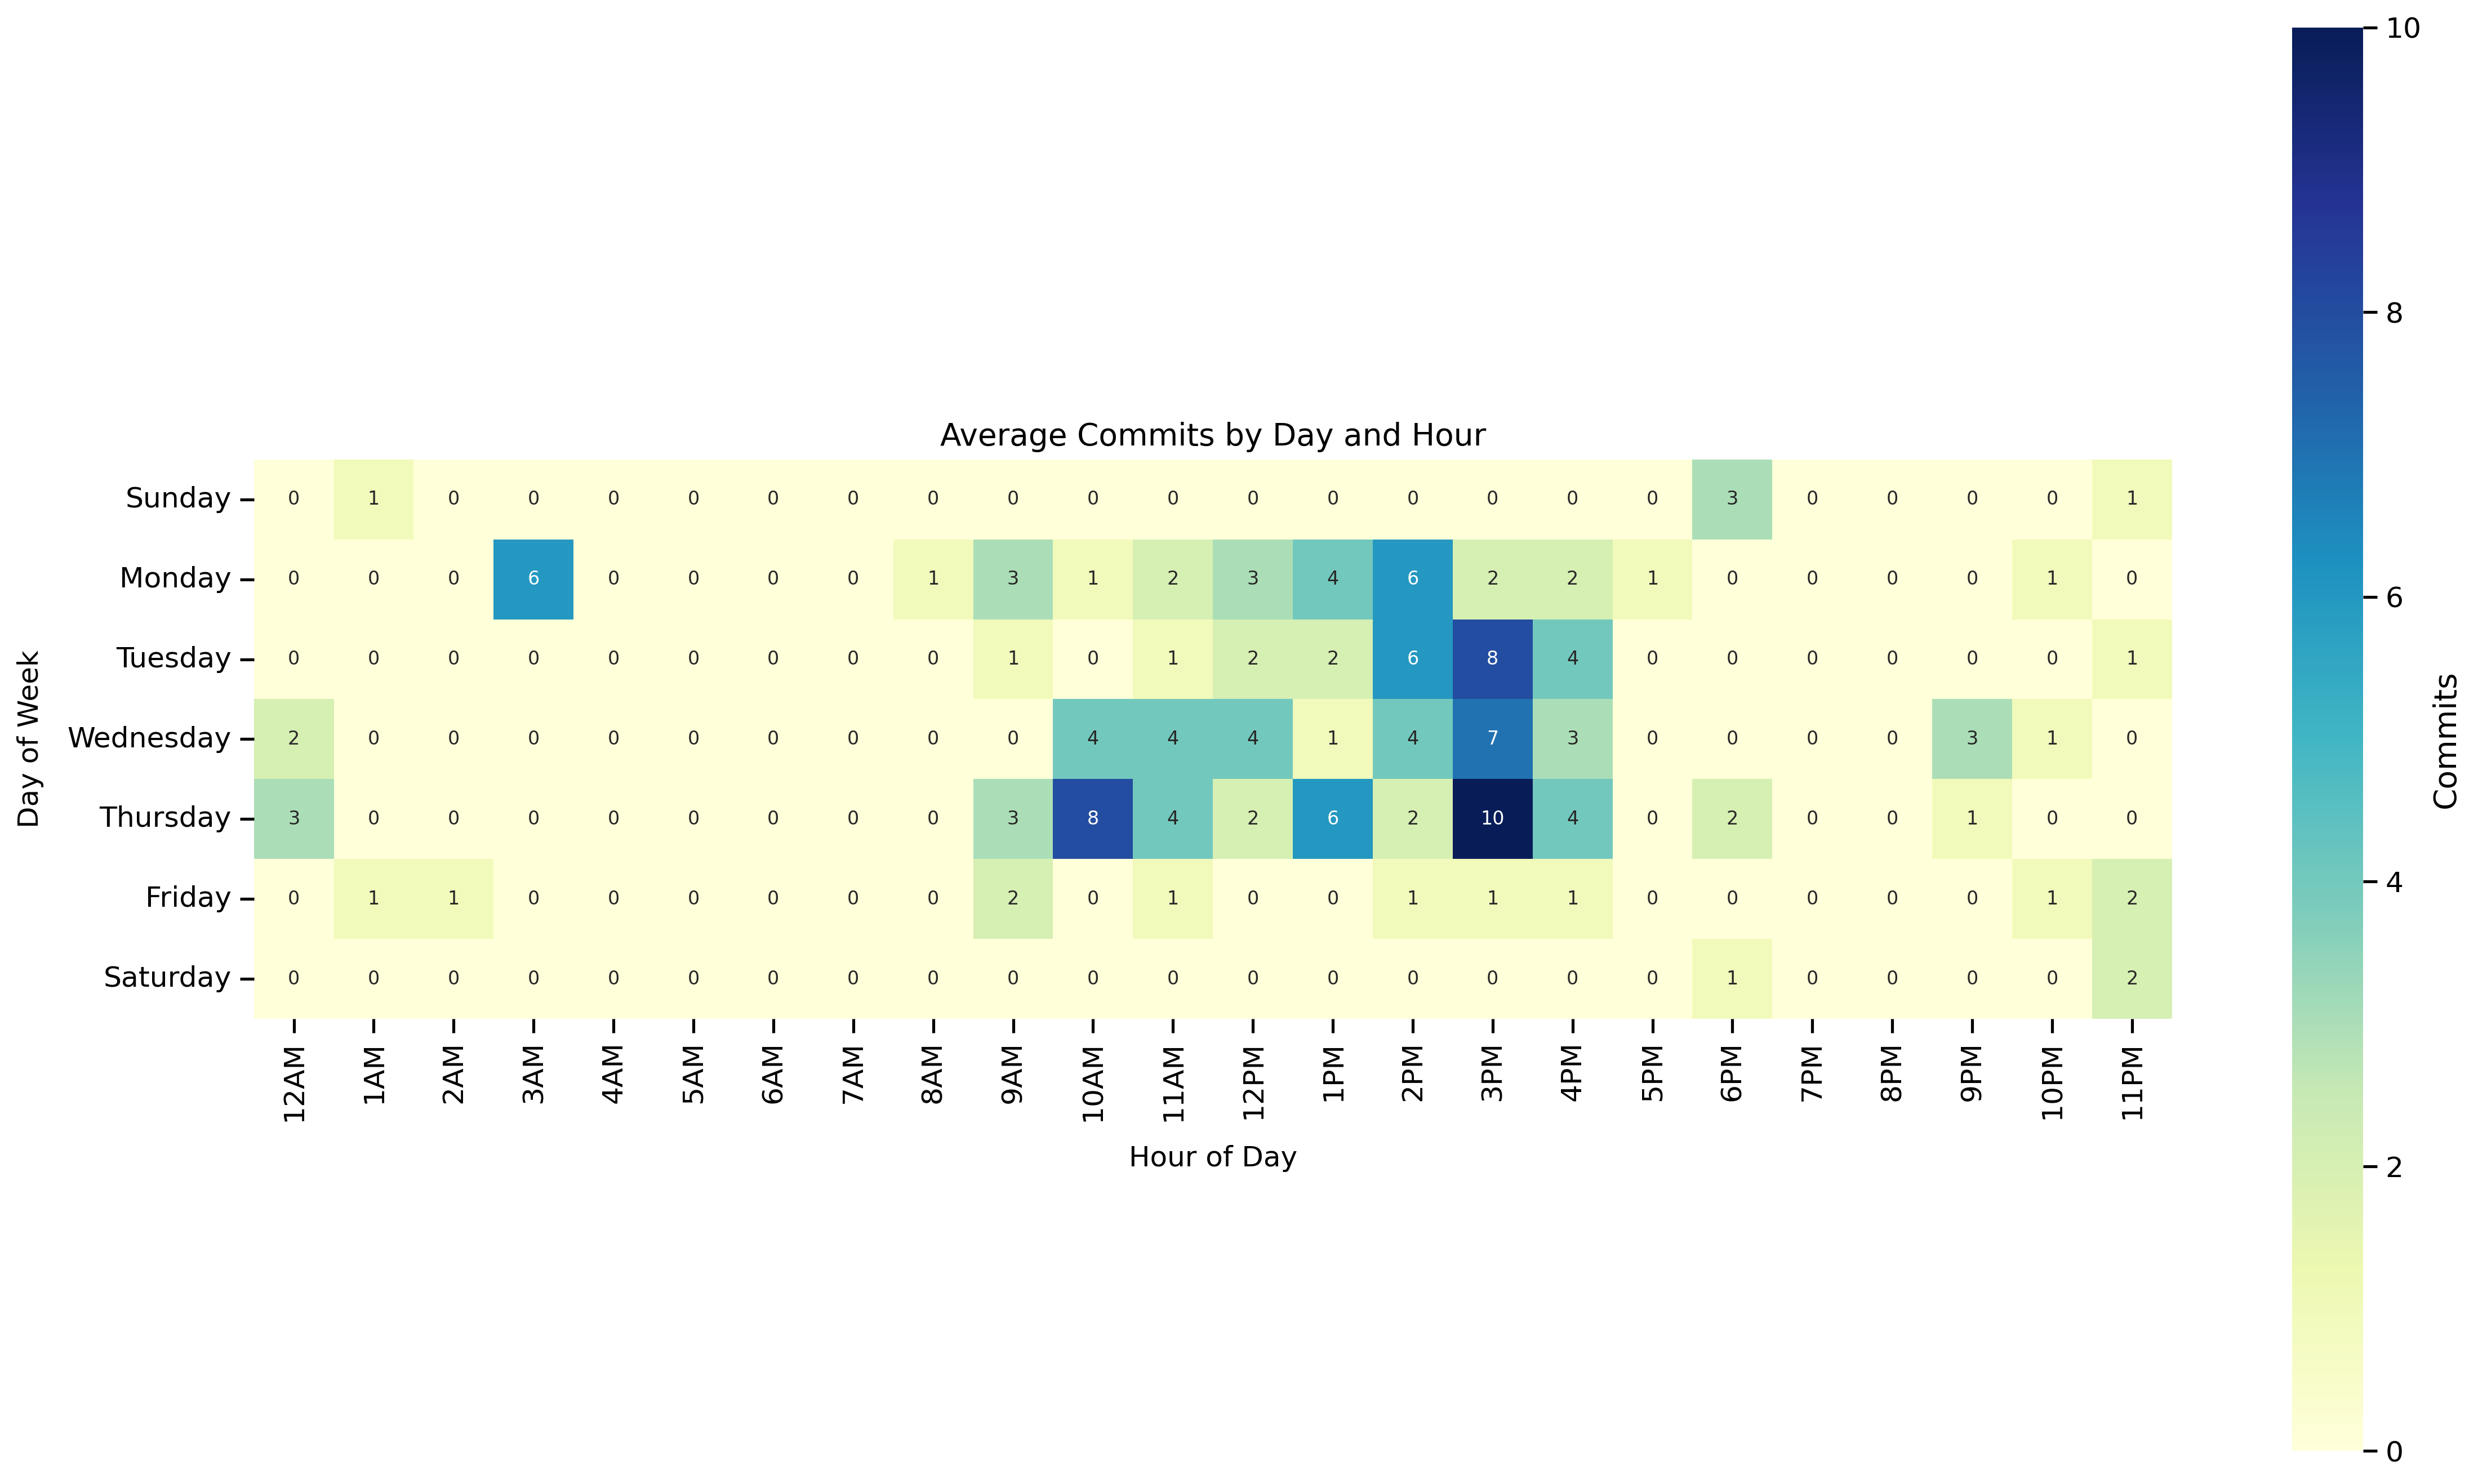 Average Commits by Day and Hour
Day of Week
Sunday 0 1 0 0 0 0 0 0 0 0 0 0 0 0 0 0 0 0 3 0 0 0 0 1
Monday 0 0 0 6 0 0 0 0 1 3 1 2 3 4 6 2 2 1 0 0 0 0 1 0
Tuesday 0 0 0 0 0 0 0 0 0 1 0 1 2 2 6 8 4 0 0 0 0 0 0 1
Wednesday 2 0 0 0 0 0 0 0 0 0 4 4 4 1 4 7 3 0 0 0 0 3 1 0
Thursday 3 0 0 0 0 0 0 0 0 3 8 4 2 6 2 10 4 0 2 0 0 1 0 0
Friday 0 1 1 0 0 0 0 0 0 2 0 1 0 0 1 1 1 0 0 0 0 0 1 2
Saturday 0 0 0 0 0 0 0 0 0 0 0 0 0 0 0 0 0 0 1 0 0 0 0 2
12AM 1AM 2AM 3AM 4AM 5AM 6AM 7AM 8AM 9AM 10AM 11AM 12PM 1PM 2PM 3PM 4PM 5PM 6PM 7PM 8PM 9PM 10PM 11PM
Hour of Day
10
8
6
4
2
0
Commits